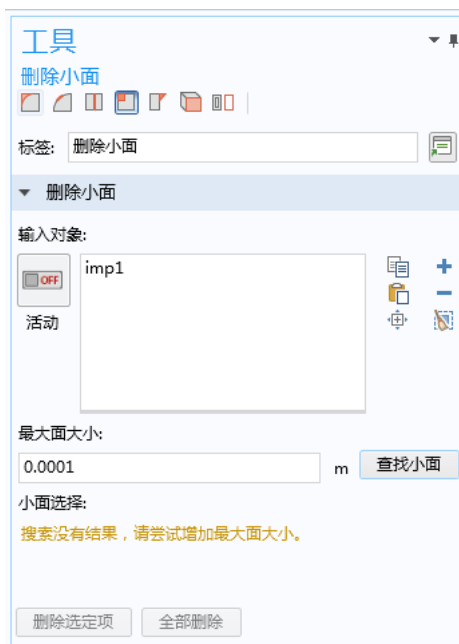 工具
删除小面
标签: 删除小面
删除小面
输入对象:
OFF imp1
活动
最大面大小:
0.0001 m 查找小面
小面选择:
搜索没有结果，请尝试增加最大面大小。
删除选定项 全部删除